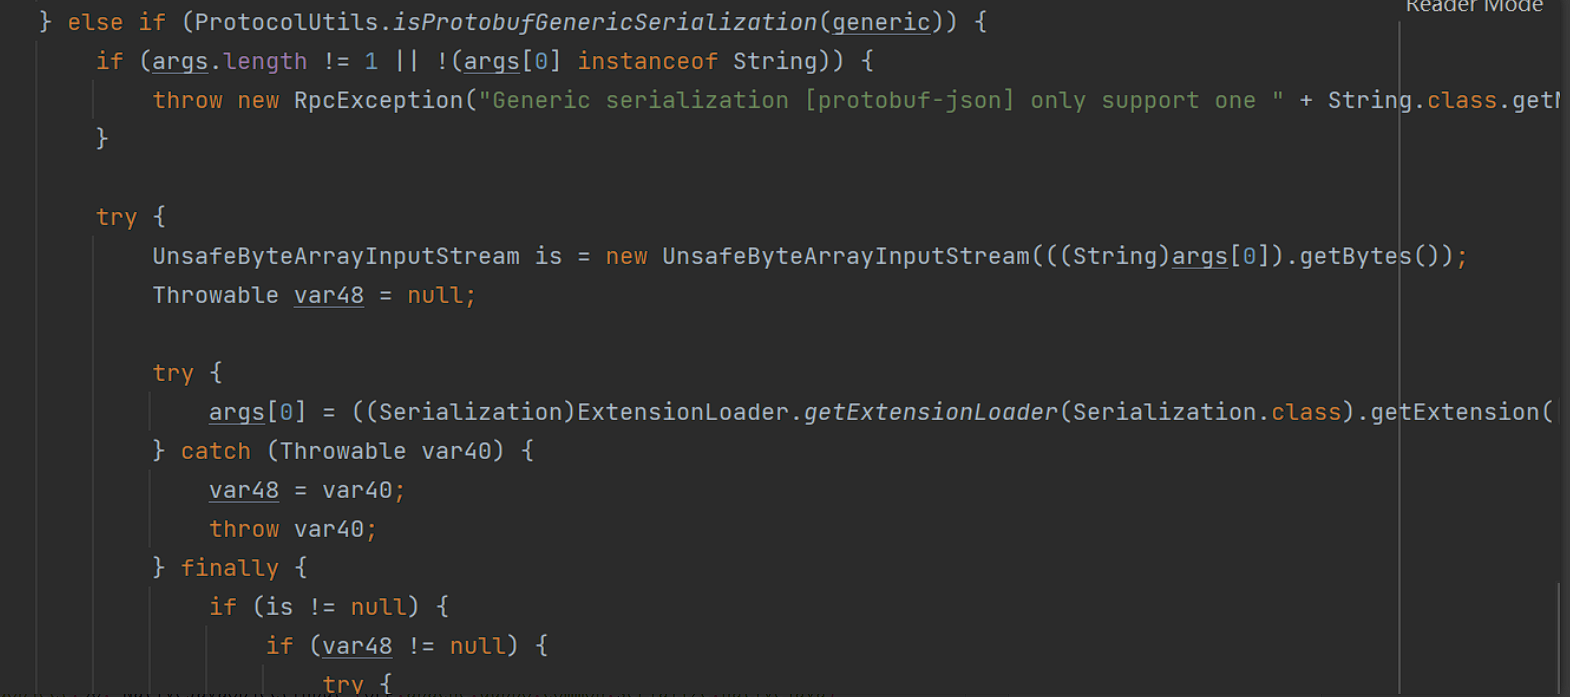 Reader Mode
} else if (ProtocolUtils.isProtobufGenericSerialization(generic)) {
if (args.length != 1 || !(args[0] instanceof String)) {
throw new RpcException("Generic serialization [protobuf-json] only support one " + String.class.getN
}
try {
UnsafeByteArrayInputStream is = new UnsafeByteArrayInputStream(((String)args[0]).getBytes());
Throwable var48 = null;
try {
args[0] = ((Serialization)ExtensionLoader.getExtensionLoader(Serialization.class).getExtension(
} catch (Throwable var40) {
var48 = var40;
throw var40;
} finally {
if (is != null) {
if (var48 != null) {
try {